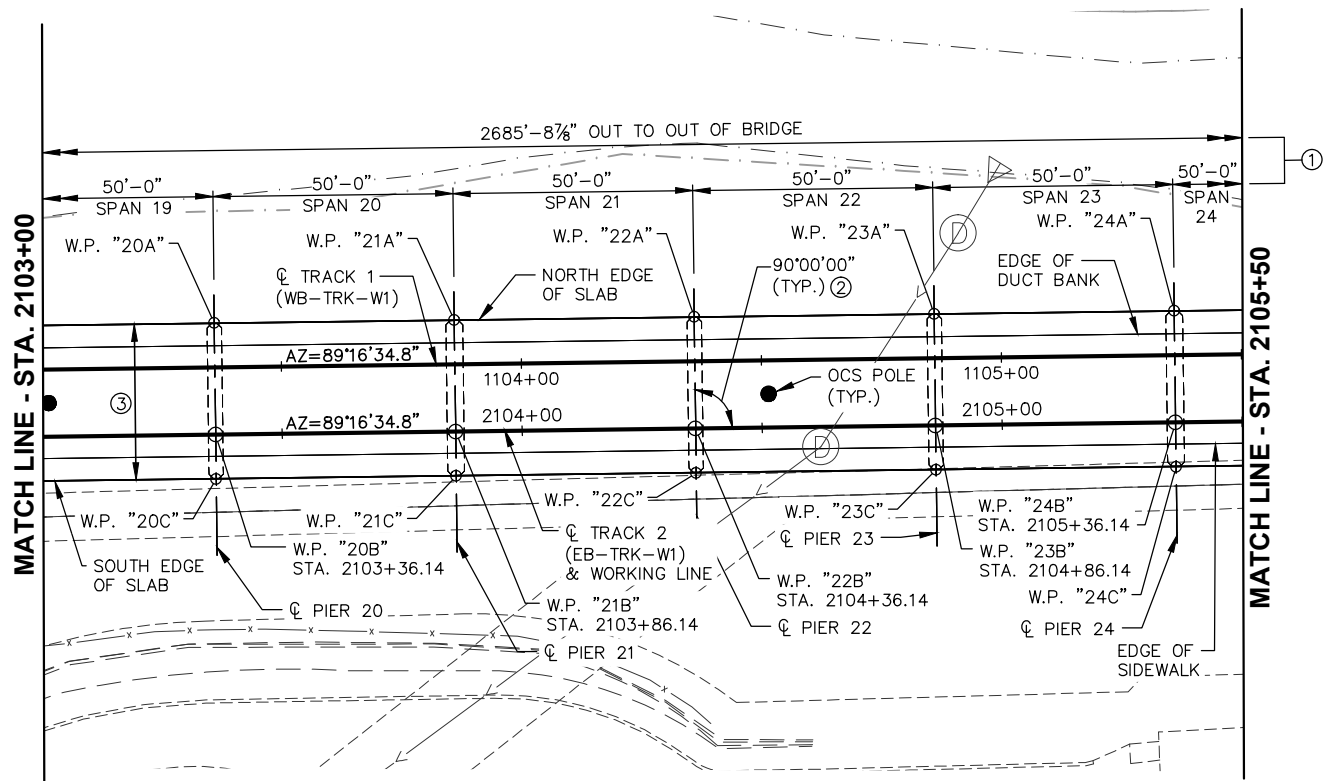 2685'-8⅞" OUT TO OUT OF BRIDGE
①
50'-0"
SPAN 19
50'-0"
SPAN 20
50'-0"
SPAN 21
50'-0"
SPAN 22
50'-0"
SPAN 23
50'-0"
SPAN
24
MATCH LINE - STA. 2103+00
MATCH LINE - STA. 2105+50
W.P. "20A"
W.P. "21A"
W.P. "22A"
W.P. "23A"
W.P. "24A"
D
℄ TRACK 1
(WB-TRK-W1)
NORTH EDGE
OF SLAB
90°00'00"
(TYP.) ②
EDGE OF
DUCT BANK
AZ=89°16'34.8"
1104+00
OCS POLE
(TYP.)
1105+00
③
AZ=89°16'34.8"
2104+00
2105+00
D
W.P. "20C"
W.P. "21C"
W.P. "22C"
W.P. "23C"
W.P. "24B"
STA. 2105+36.14
SOUTH EDGE
OF SLAB
W.P. "20B"
STA. 2103+36.14
℄ TRACK 2
(EB-TRK-W1)
& WORKING LINE
℄ PIER 23
W.P. "23B"
STA. 2104+86.14
W.P. "22B"
STA. 2104+36.14
W.P. "24C"
℄ PIER 20
W.P. "21B"
STA. 2103+86.14
℄ PIER 22
℄ PIER 24
℄ PIER 21
EDGE OF
SIDEWALK
x x x x x x
x